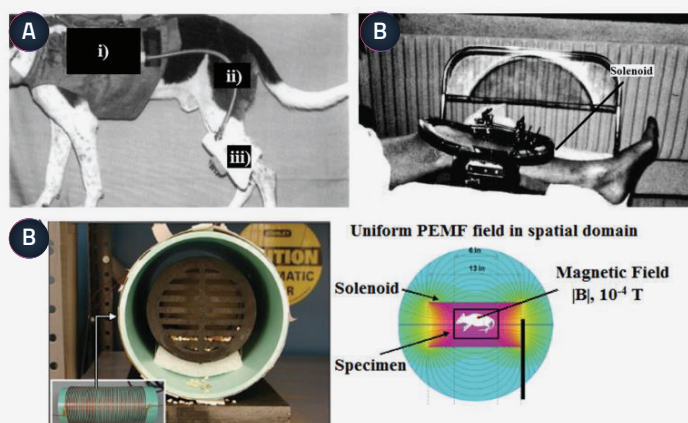 A
i)
ii)
iii)
B
Solenoid
B
STANLEY
CAUTION
Uniform PEMF field in spatial domain
6 in
13 in
Solenoid
Magnetic Field
|B|, 10⁻⁴ T
Specimen